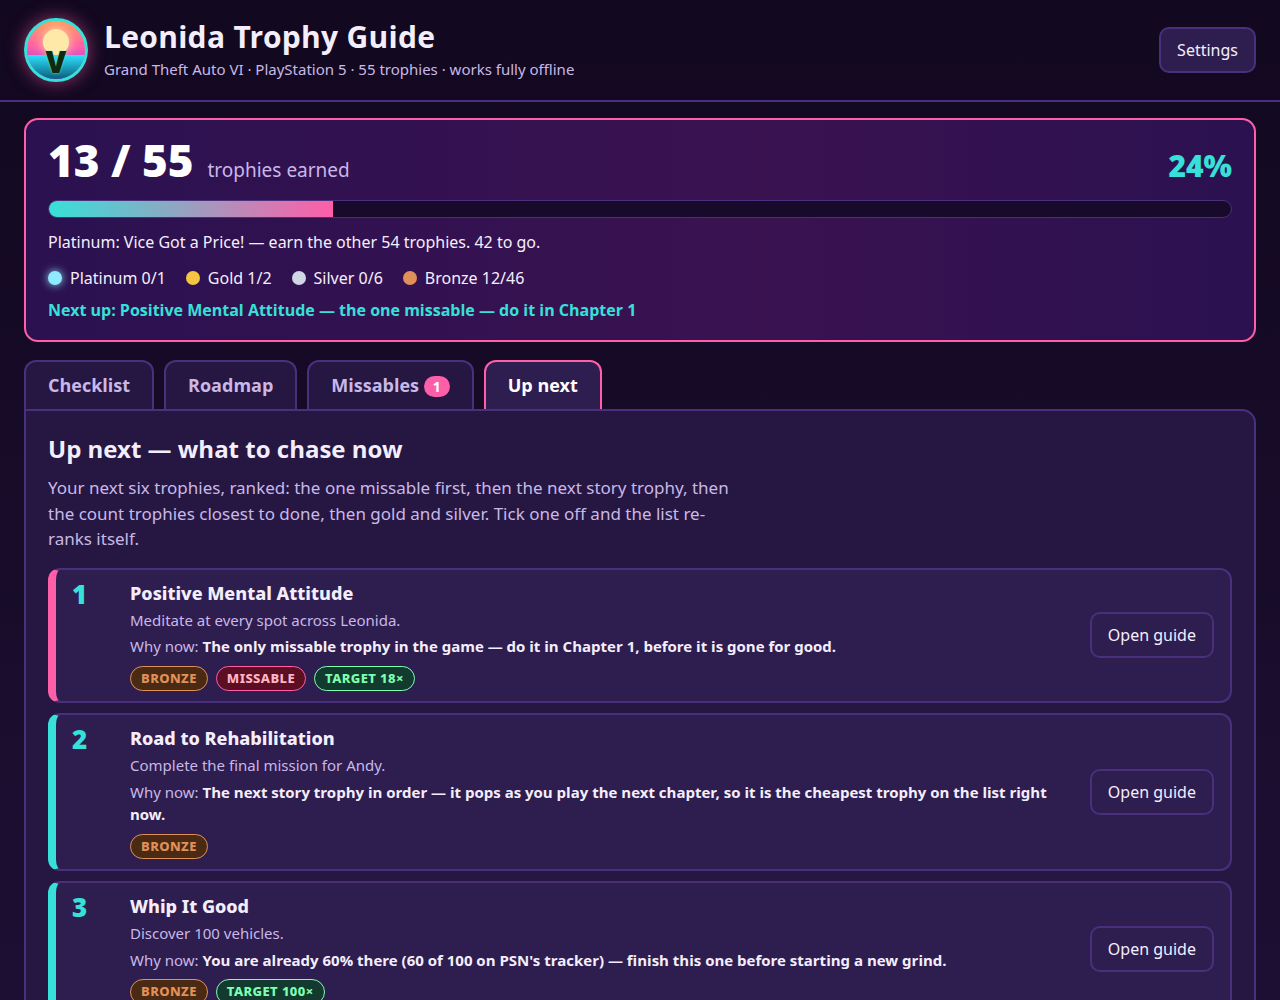 V
Leonida Trophy Guide
Grand Theft Auto VI · PlayStation 5 · 55 trophies · works fully offline
Settings
13 / 55 trophies earned
24%
Platinum: Vice Got a Price! — earn the other 54 trophies. 42 to go.
Platinum 0/1 Gold 1/2 Silver 0/6 Bronze 12/46
Next up: Positive Mental Attitude — the one missable — do it in Chapter 1
Checklist Roadmap Missables 1 Up next
Up next — what to chase now
Your next six trophies, ranked: the one missable first, then the next story trophy, then
the count trophies closest to done, then gold and silver. Tick one off and the list re-
ranks itself.
1
Positive Mental Attitude
Meditate at every spot across Leonida.
Why now: The only missable trophy in the game — do it in Chapter 1, before it is gone for good.
BRONZE MISSABLE TARGET 18×
Open guide
2
Road to Rehabilitation
Complete the final mission for Andy.
Why now: The next story trophy in order — it pops as you play the next chapter, so it is the cheapest trophy on the list right
now.
BRONZE
Open guide
3
Whip It Good
Discover 100 vehicles.
Why now: You are already 60% there (60 of 100 on PSN's tracker) — finish this one before starting a new grind.
BRONZE TARGET 100×
Open guide